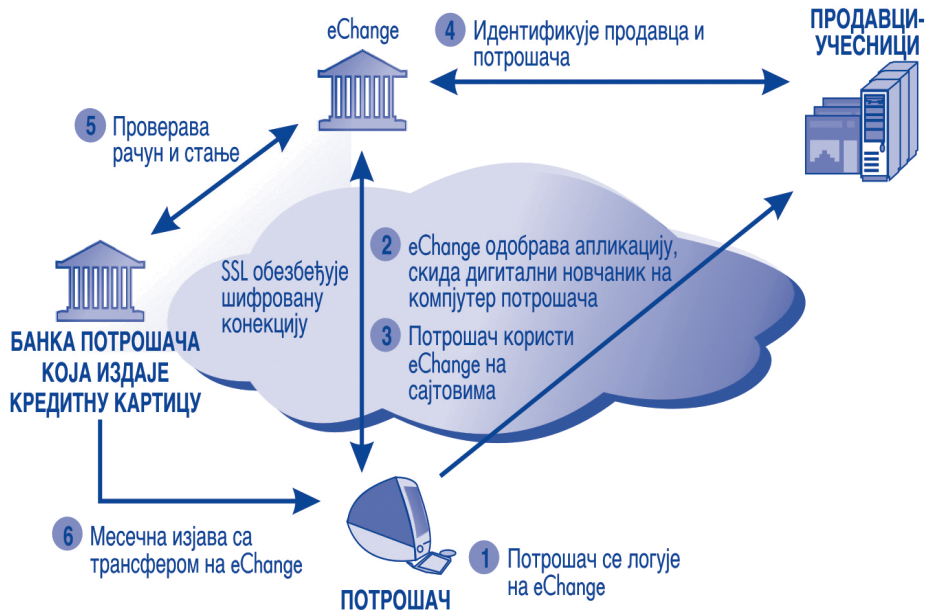 eChange
4 Идентификује продавца и
потрошача
ПРОДАВЦИ-
УЧЕСНИЦИ
5 Проверава
рачун и стање
SSL обезбеђује
шифровану
конекцију
2 eChange одобрава апликацију,
скида дигитални новчаник на
компјутер потрошача
3 Потрошач користи
eChange на
сајтовима
БАНКА ПОТРОШАЧА
КОЈА ИЗДАЈЕ
КРЕДИТНУ КАРТИЦУ
6 Месечна изјава са
трансфером на eChange
1 Потрошач се логује
на eChange
ПОТРОШАЧ